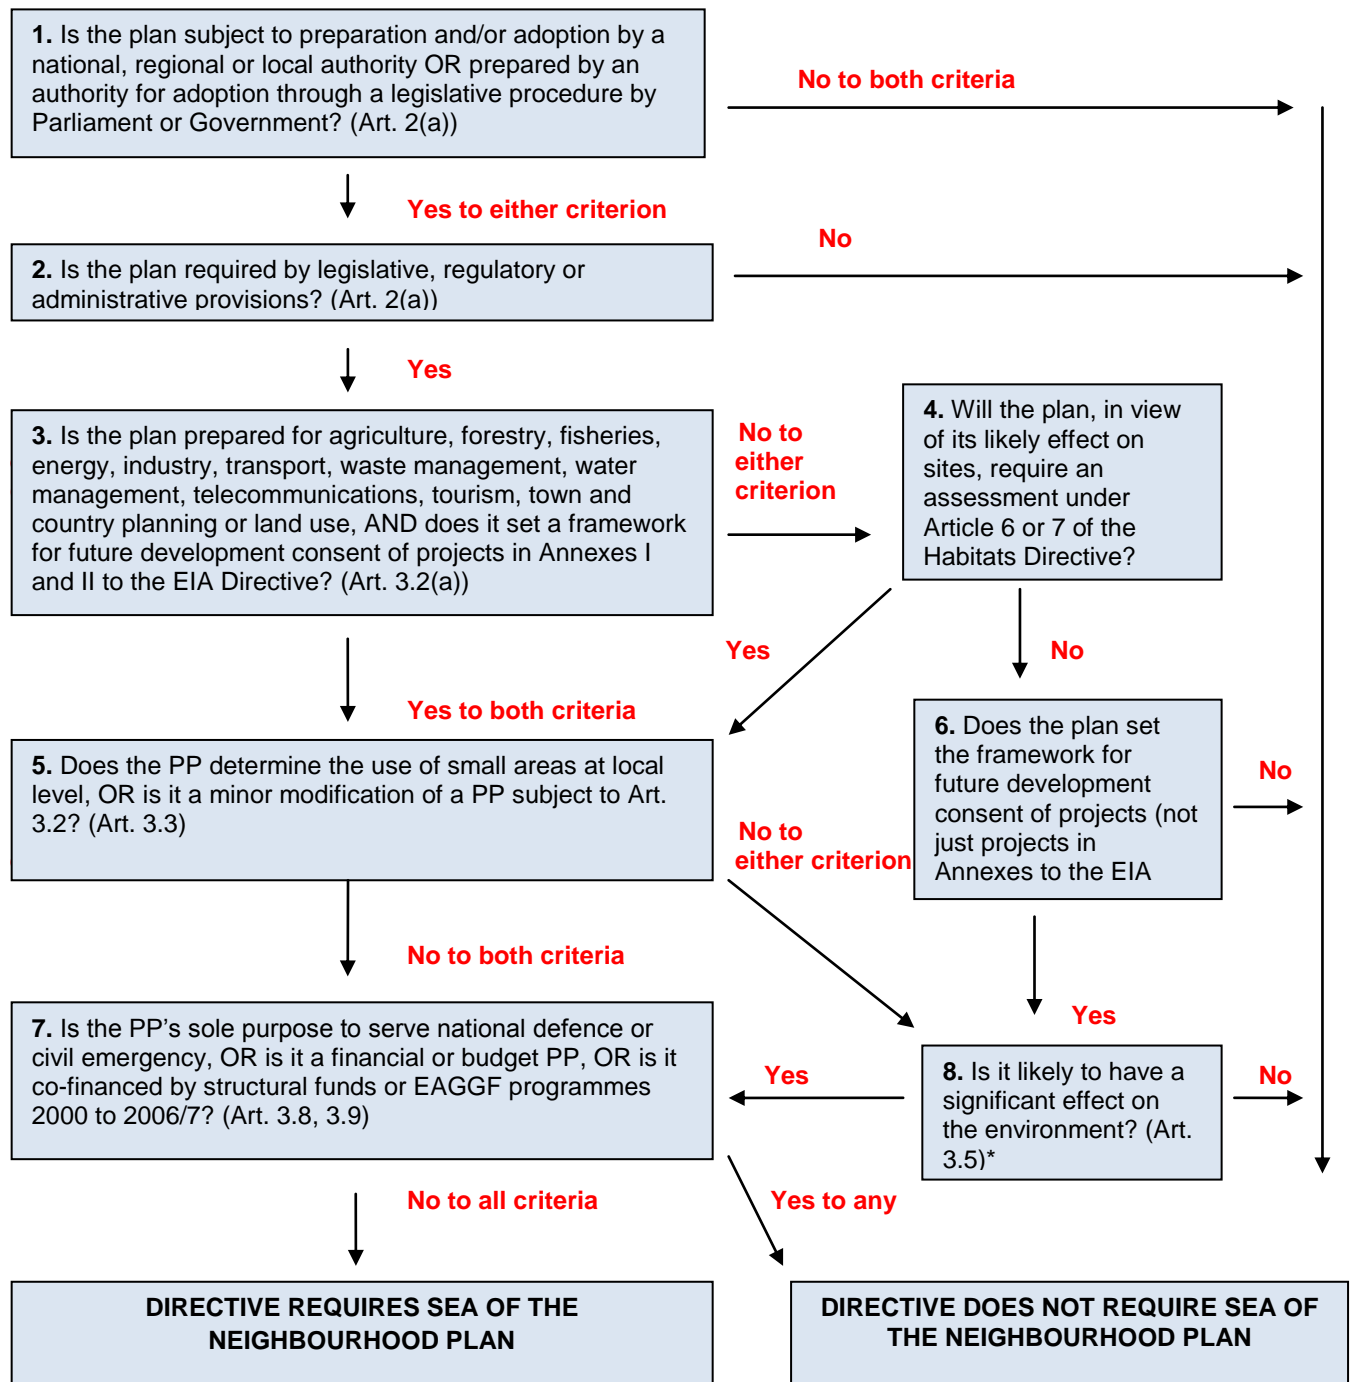 1. Is the plan subject to preparation and/or adoption by a
national, regional or local authority OR prepared by an
authority for adoption through a legislative procedure by
Parliament or Government? (Art. 2(a))
No to both criteria
Yes to either criterion
2. Is the plan required by legislative, regulatory or
administrative provisions? (Art. 2(a))
No
Yes
3. Is the plan prepared for agriculture, forestry, fisheries,
energy, industry, transport, waste management, water
management, telecommunications, tourism, town and
country planning or land use, AND does it set a framework
for future development consent of projects in Annexes I
and II to the EIA Directive? (Art. 3.2(a))
No to
either
criterion
4. Will the plan, in view
of its likely effect on
sites, require an
assessment under
Article 6 or 7 of the
Habitats Directive?
Yes
No
Yes to both criteria
5. Does the PP determine the use of small areas at local
level, OR is it a minor modification of a PP subject to Art.
3.2? (Art. 3.3)
No to
either criterion
6. Does the plan set
the framework for
future development
consent of projects (not
just projects in
Annexes to the EIA
No
No to both criteria
Yes
7. Is the PP's sole purpose to serve national defence or
civil emergency, OR is it a financial or budget PP, OR is it
co-financed by structural funds or EAGGF programmes
2000 to 2006/7? (Art. 3.8, 3.9)
Yes
8. Is it likely to have a
significant effect on
the environment? (Art.
3.5)*
No
No to all criteria
Yes to any
DIRECTIVE REQUIRES SEA OF THE
NEIGHBOURHOOD PLAN
DIRECTIVE DOES NOT REQUIRE SEA OF
THE NEIGHBOURHOOD PLAN